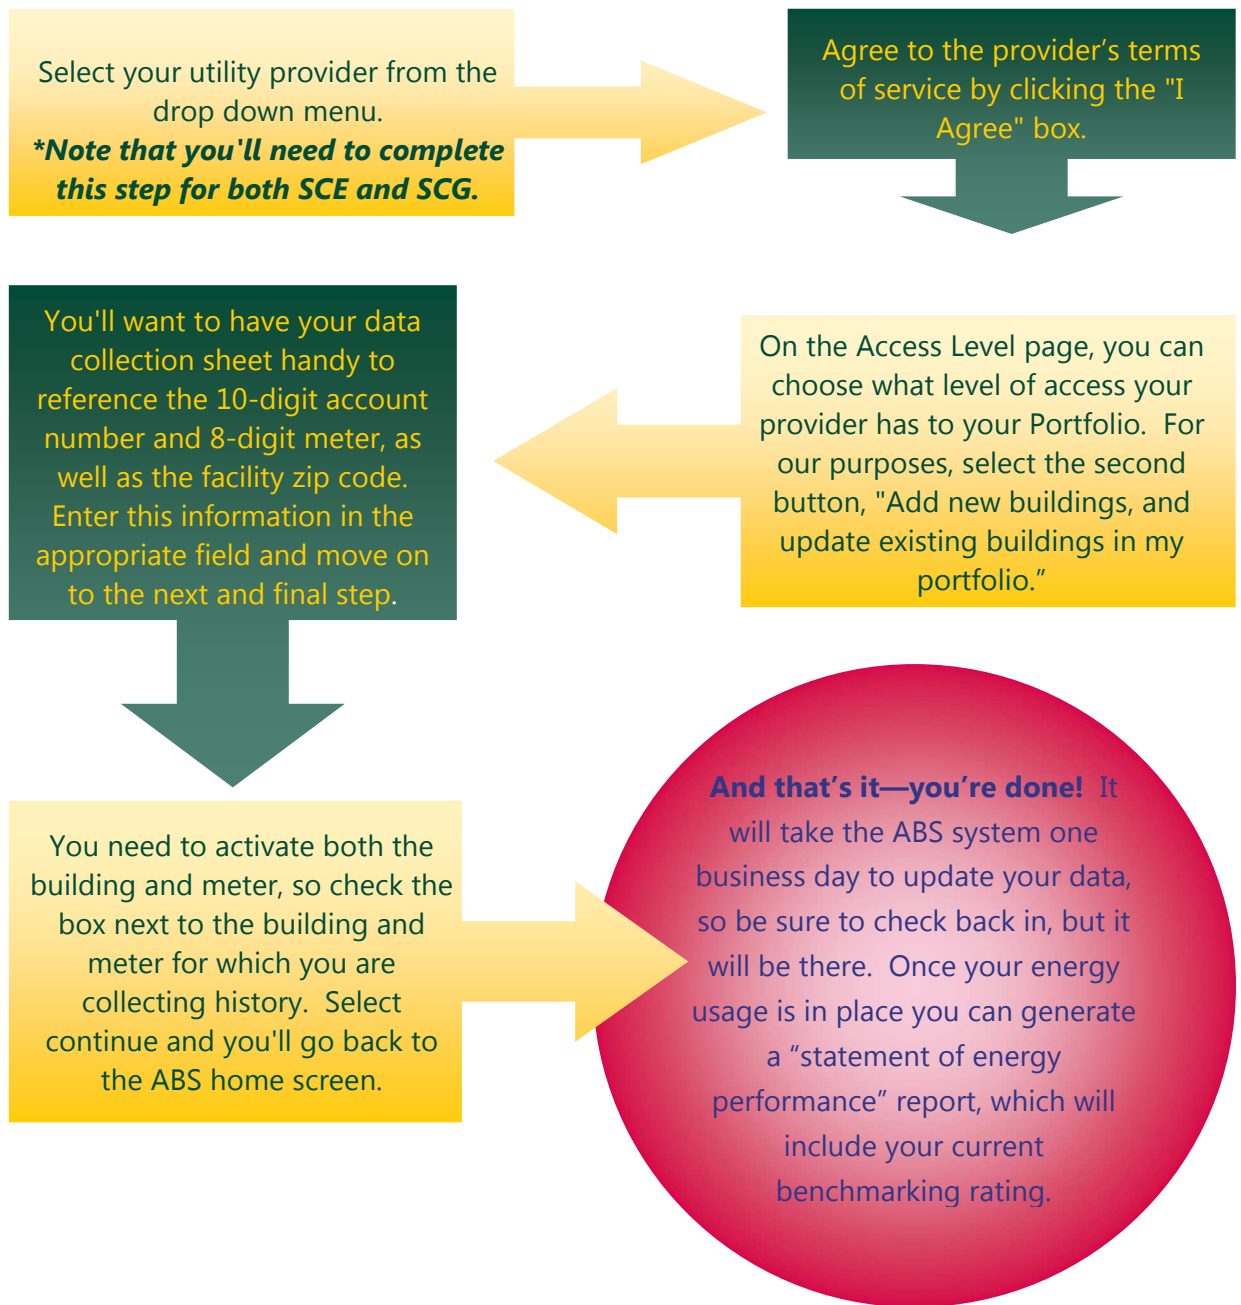 Select your utility provider from the
drop down menu.
*Note that you'll need to complete
this step for both SCE and SCG.
Agree to the provider’s terms
of service by clicking the "I
Agree" box.
On the Access Level page, you can
choose what level of access your
provider has to your Portfolio.  For
our purposes, select the second
button, "Add new buildings, and
update existing buildings in my
portfolio.”
You'll want to have your data
collection sheet handy to
reference the 10-digit account
number and 8-digit meter, as
well as the facility zip code.
Enter this information in the
appropriate field and move on
to the next and final step.
You need to activate both the
building and meter, so check the
box next to the building and
meter for which you are
collecting history.  Select
continue and you'll go back to
the ABS home screen.
And that’s it—you’re done!  It
will take the ABS system one
business day to update your data,
so be sure to check back in, but it
will be there.  Once your energy
usage is in place you can generate
a “statement of energy
performance” report, which will
include your current
benchmarking rating.